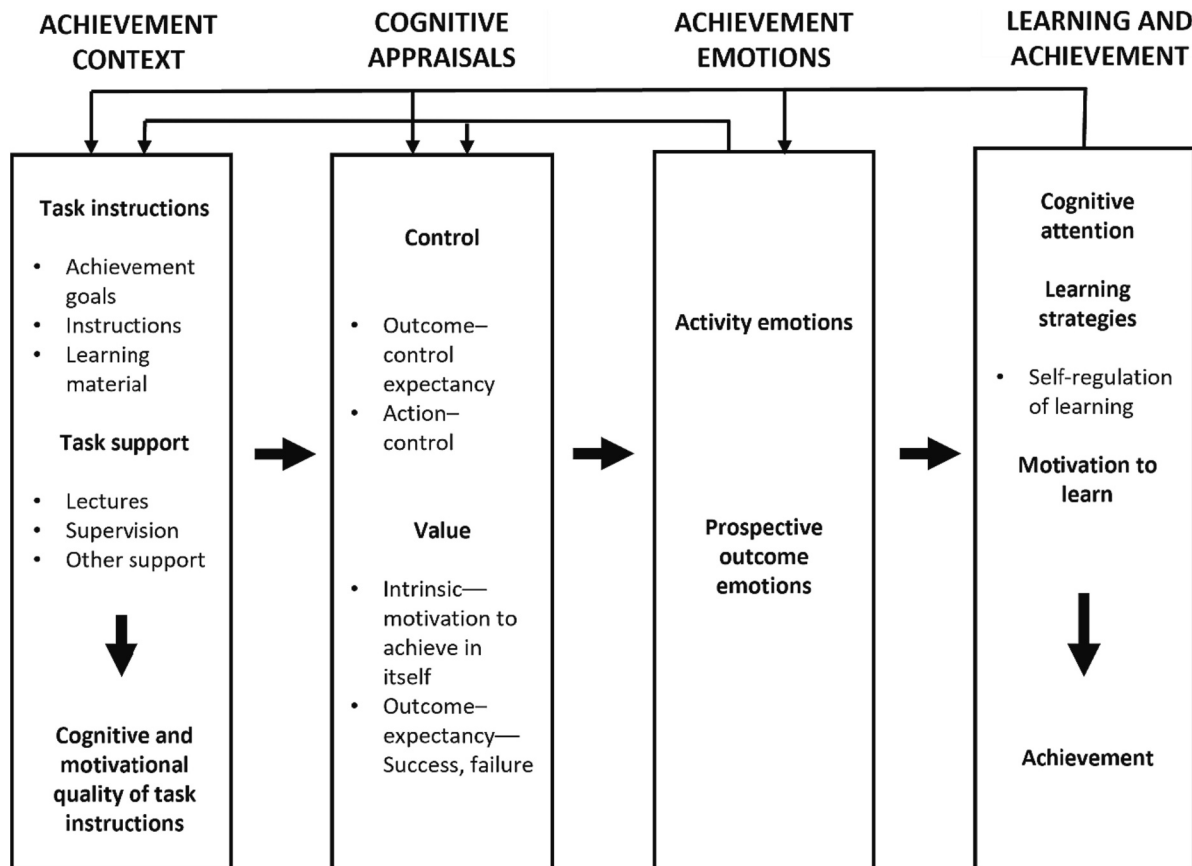 ACHIEVEMENT
CONTEXT
COGNITIVE
APPRAISALS
ACHIEVEMENT
EMOTIONS
LEARNING AND
ACHIEVEMENT
Task instructions
• Achievement
goals
• Instructions
• Learning
material
Task support
• Lectures
• Supervision
• Other support
Cognitive and
motivational
quality of task
instructions
Control
• Outcome–
control
expectancy
• Action–
control
Value
• Intrinsic—
motivation to
achieve in
itself
• Outcome–
expectancy—
Success, failure
Activity emotions
Prospective
outcome
emotions
Cognitive
attention
Learning
strategies
• Self-regulation
of learning
Motivation to
learn
Achievement